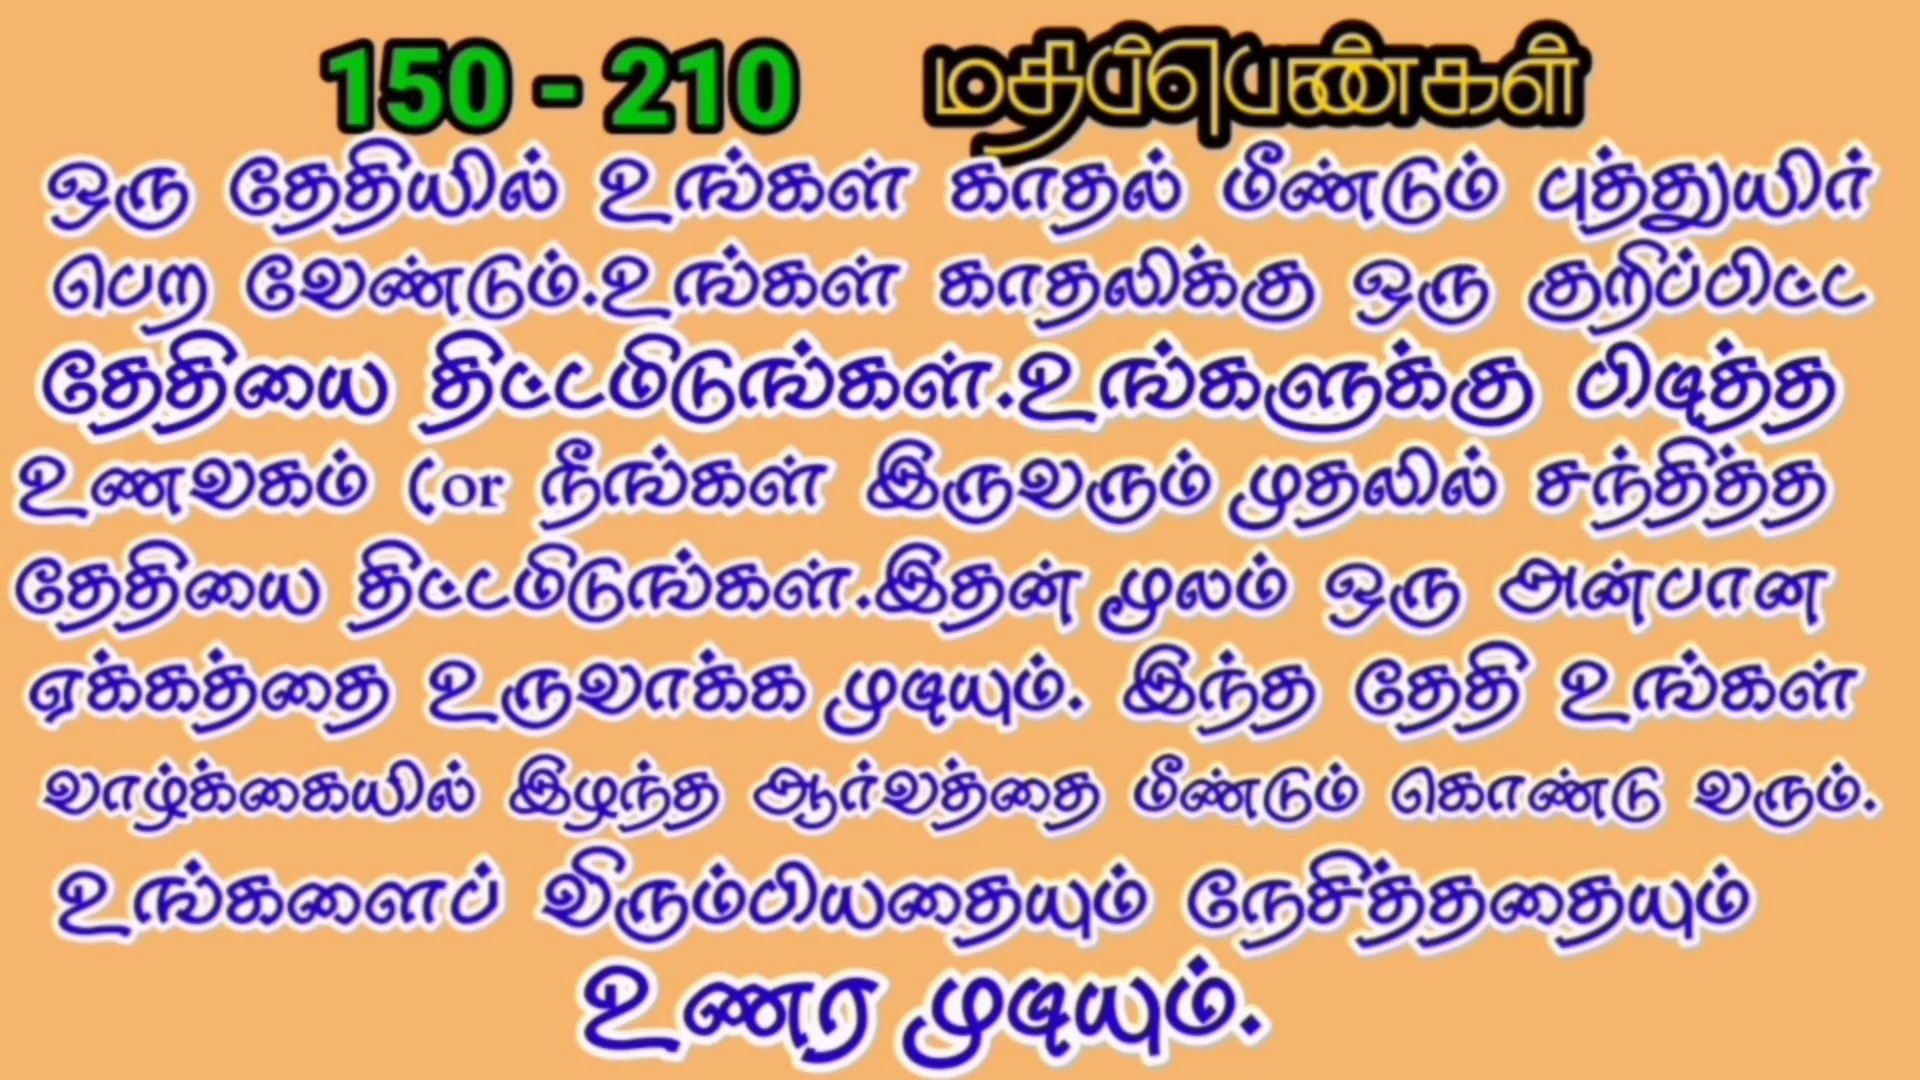 150 - 210 மதிப்பெண்கள்
ஒரு தேதியில் உங்கள் காதல் மீண்டும் புத்துயிர்
பெற வேண்டும்.உங்கள் காதலிக்கு ஒரு குறிப்பிட்ட
தேதியை திட்டமிடுங்கள்.உங்களுக்கு பிடித்த
உணவகம் (or நீங்கள் இருவரும் முதலில் சந்தித்த
தேதியை திட்டமிடுங்கள்.இதன் மூலம் ஒரு அன்பான
ஏக்கத்தை உருவாக்க முடியும். இந்த தேதி உங்கள்
வாழ்க்கையில் இழந்த ஆர்வத்தை மீண்டும் கொண்டு வரும்.
உங்களைப் விரும்பியதையும் நேசித்ததையும்
உணர முடியும்.